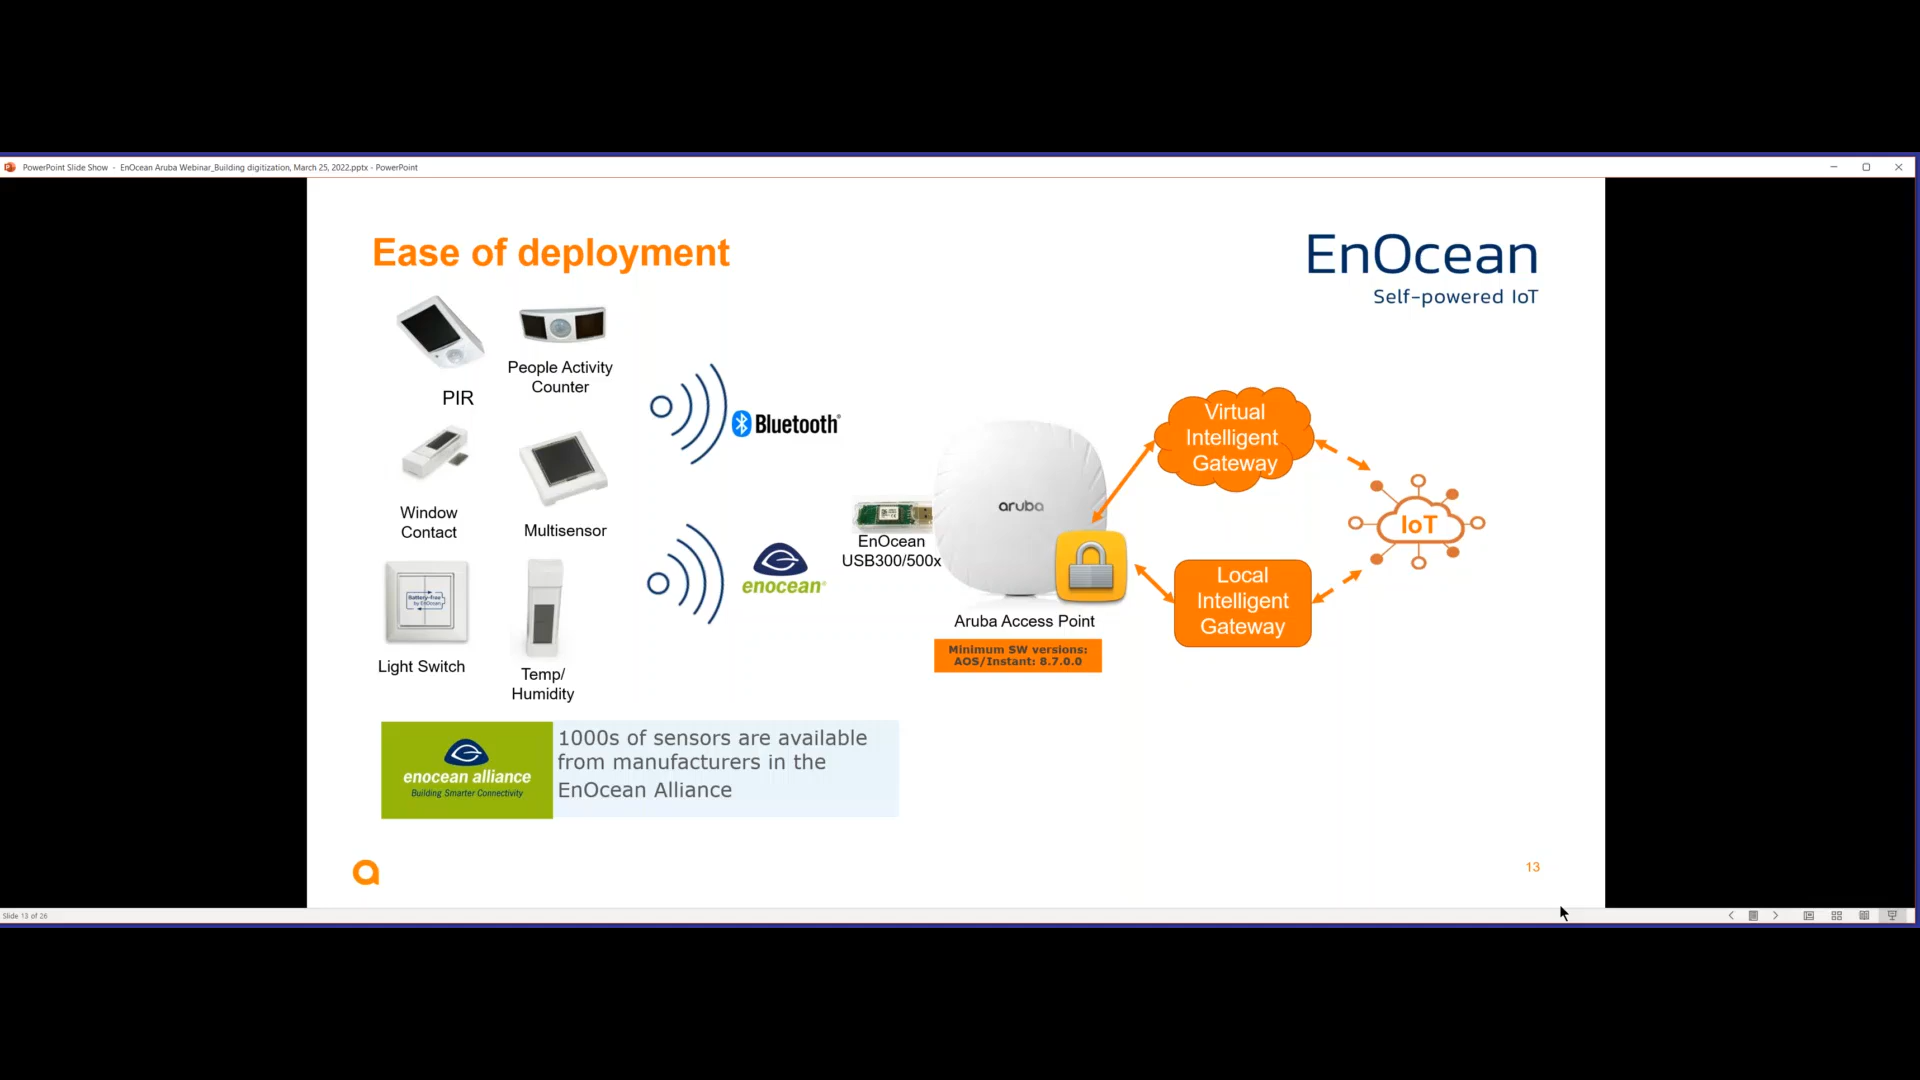 PowerPoint Slide Show - EnOcean Aruba Webinar_Building digitization, March 25, 2022.pptx - PowerPoint
Ease of deployment
EnOcean
Self-powered IoT
PIR
People Activity
Counter
Window
Contact
Multisensor
Battery-Free
by EnOcean
Light Switch
Temp/
Humidity
Bluetooth®
enocean®
EnOcean
USB300/500x
aruba
Aruba Access Point
Minimum SW versions:
AOS/Instant: 8.7.0.0
Virtual
Intelligent
Gateway
Local
Intelligent
Gateway
IoT
enocean alliance
Building Smarter Connectivity
1000s of sensors are available
from manufacturers in the
EnOcean Alliance
13
Slide 13 of 26